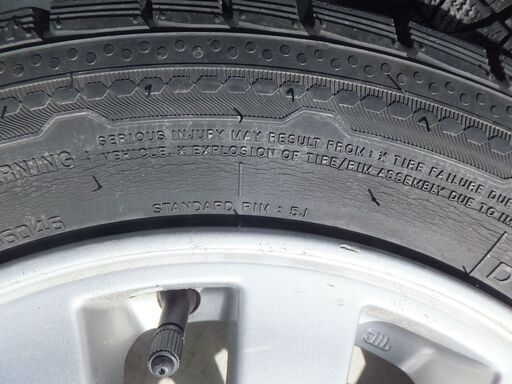 SERIOUS INJURY MAY RESULT FROM : X TIRE FAILURE DUE
WARNING : VEHICLE. X EXPLOSION OF TIRE/RIM ASSEMBLY DUE TO IM
STANDARD RIM : 5J